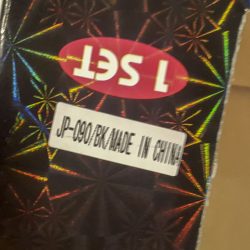 1 SET
JP-090/BK/MADE IN CHINA